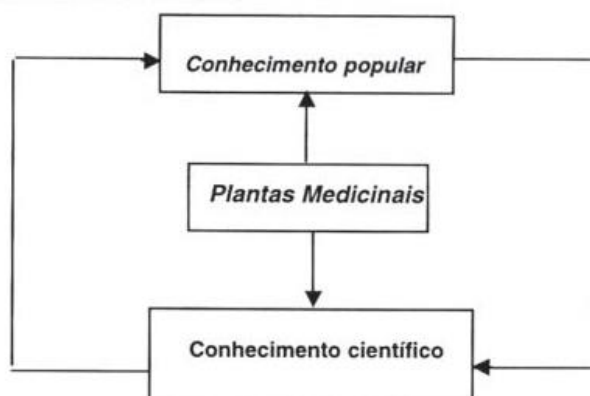 Conhecimento popular
Plantas Medicinais
Conhecimento científico